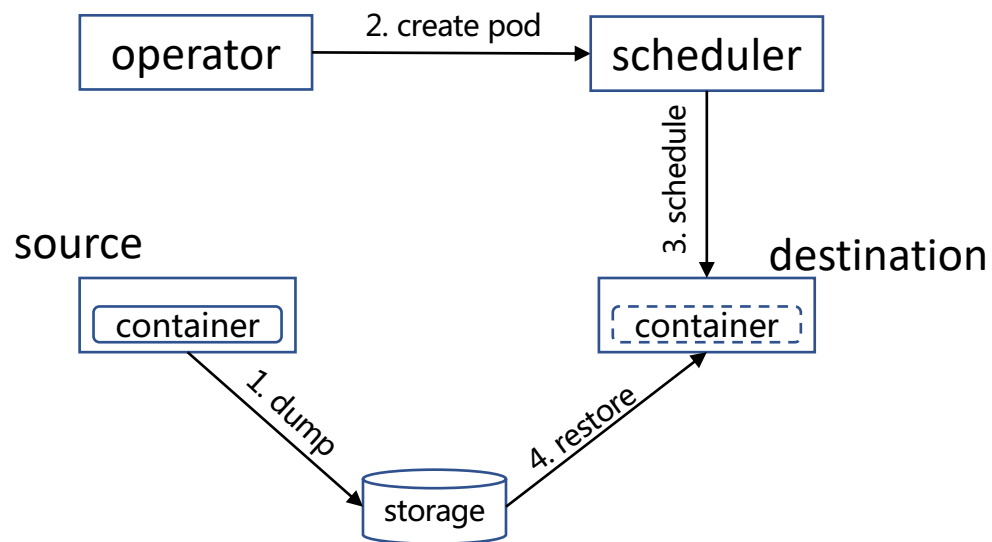 2. create pod
operator
scheduler
3. schedule
source
destination
container
container
1. dump
4. restore
storage